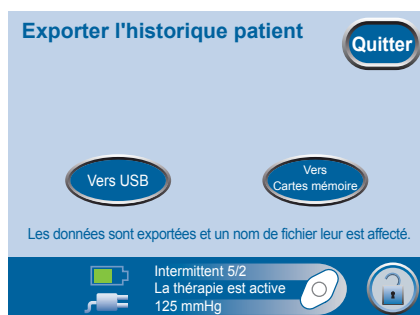 Exporter l'historique patient
Quitter
Vers USB
Vers
Cartes mémoire
Les données sont exportées et un nom de fichier leur est affecté.
Intermittent 5/2
La thérapie est active
125 mmHg